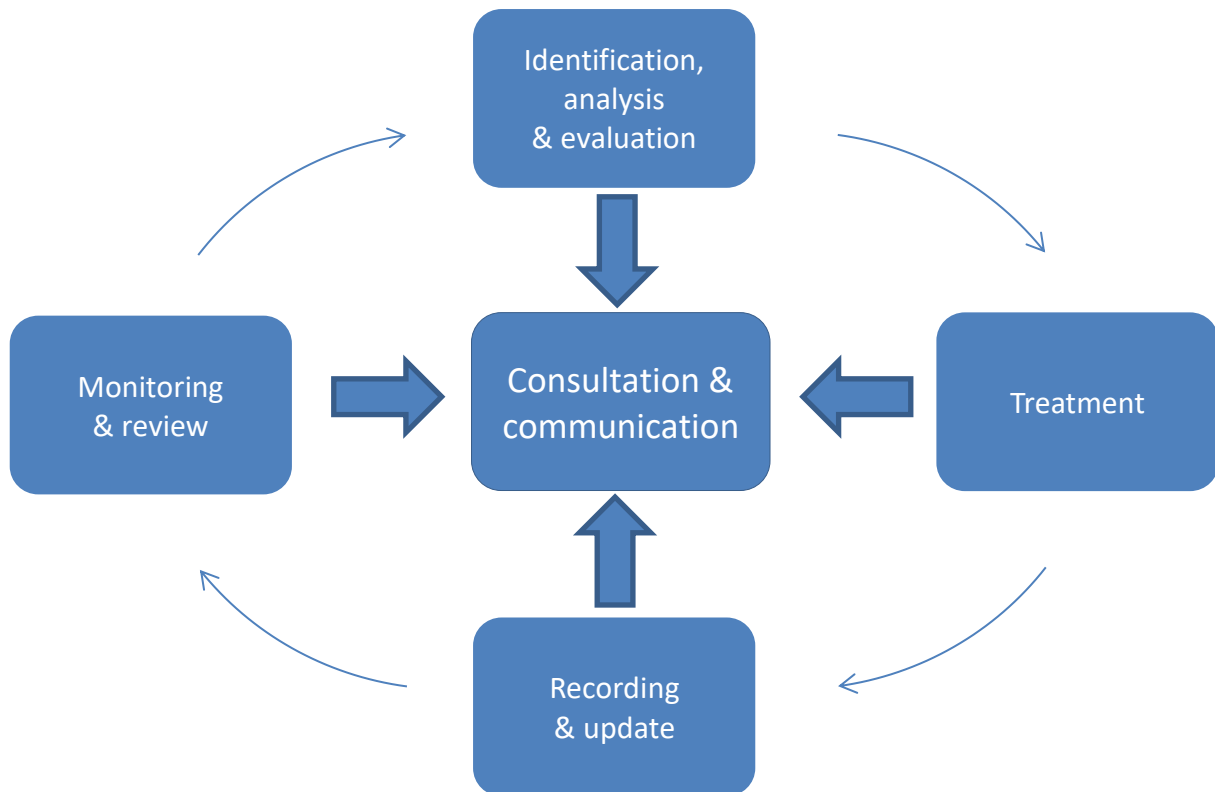 Identification,
analysis
& evaluation
Monitoring
& review
Consultation &
communication
Treatment
Recording
& update